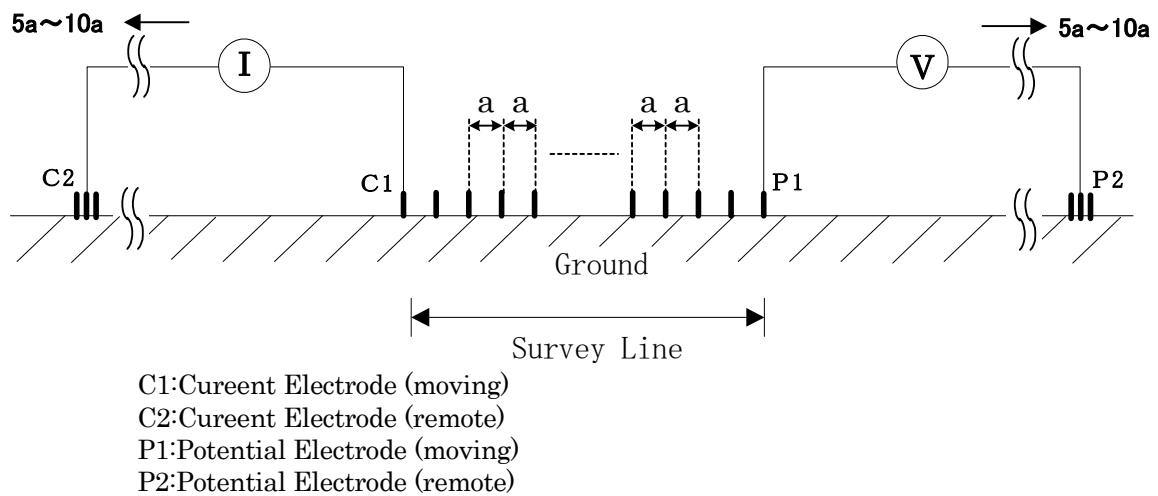 5a～10a
5a～10a
I
V
a a
a a
C2
C1
P1
P2
Ground
Survey Line
C1:Cureent Electrode (moving)
C2:Cureent Electrode (remote)
P1:Potential Electrode (moving)
P2:Potential Electrode (remote)